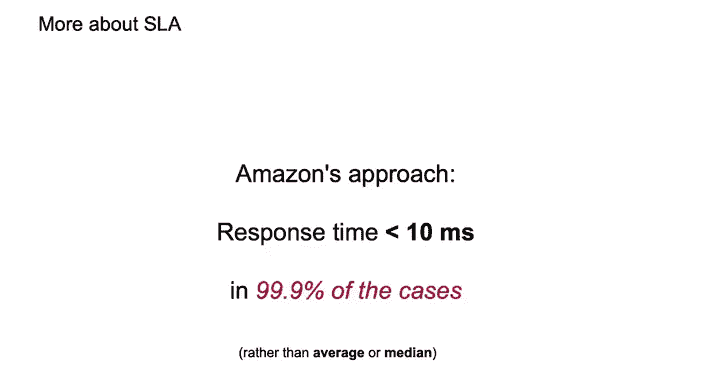 More about SLA
Amazon's approach:
Response time < 10 ms
in 99.9% of the cases
(rather than average or median)